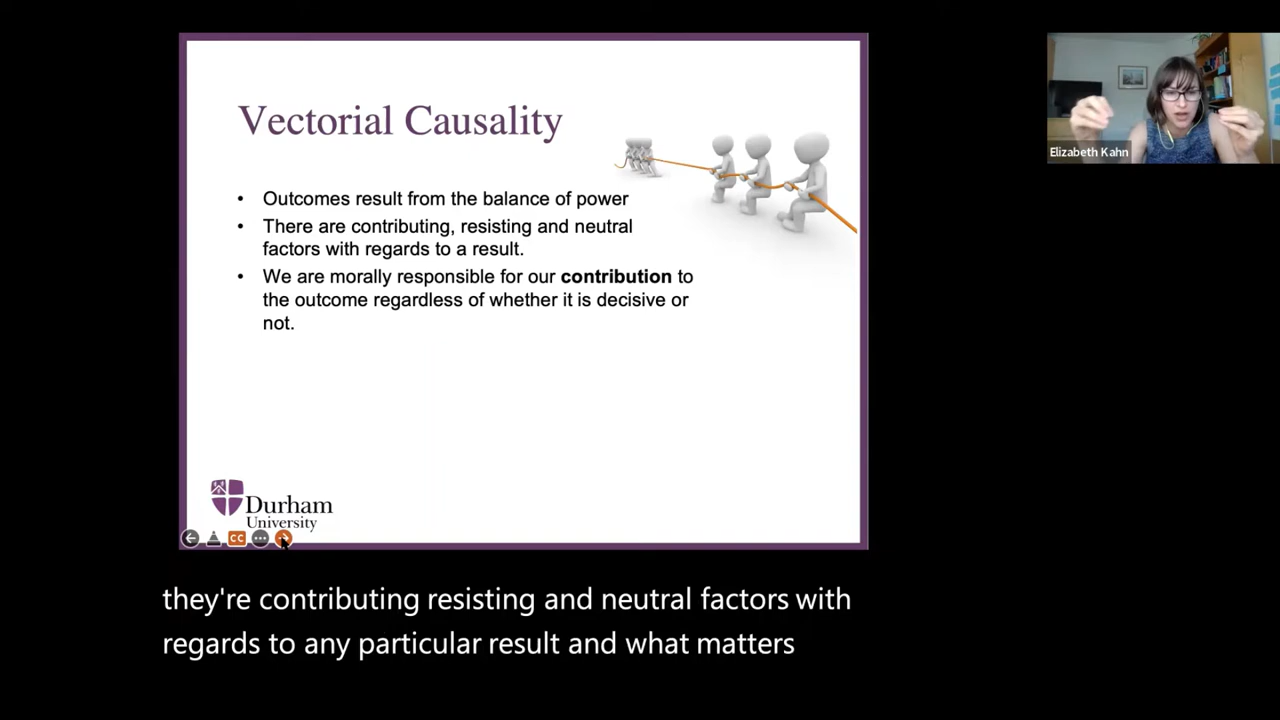 Vectorial Causality
• Outcomes result from the balance of power
• There are contributing, resisting and neutral
factors with regards to a result.
• We are morally responsible for our contribution to
the outcome regardless of whether it is decisive or
not.
Elizabeth Kahn
Durham
University
CC
they're contributing resisting and neutral factors with
regards to any particular result and what matters